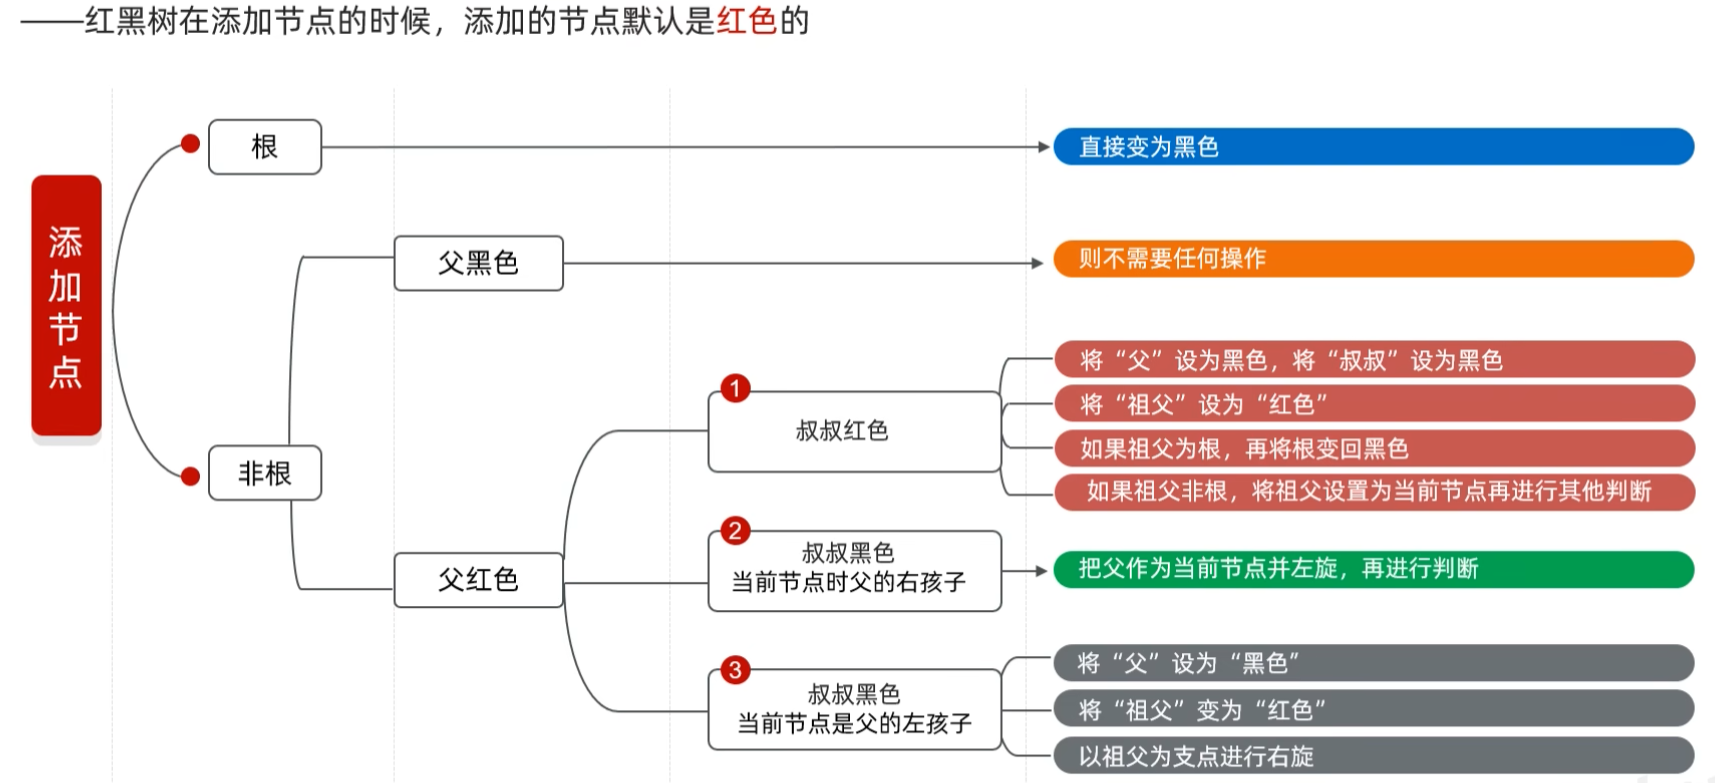 ——红黑树在添加节点的时候，添加的节点默认是红色的
添加节点
根
直接变为黑色
非根
父黑色
则不需要任何操作
父红色
1
叔叔红色
将“父”设为黑色，将“叔叔”设为黑色
将“祖父”设为“红色”
如果祖父为根，再将根变回黑色
如果祖父非根，将祖父设置为当前节点再进行其他判断
2
叔叔黑色
当前节点时父的右孩子
把父作为当前节点并左旋，再进行判断
3
叔叔黑色
当前节点是父的左孩子
将“父”设为“黑色”
将“祖父”变为“红色”
以祖父为支点进行右旋